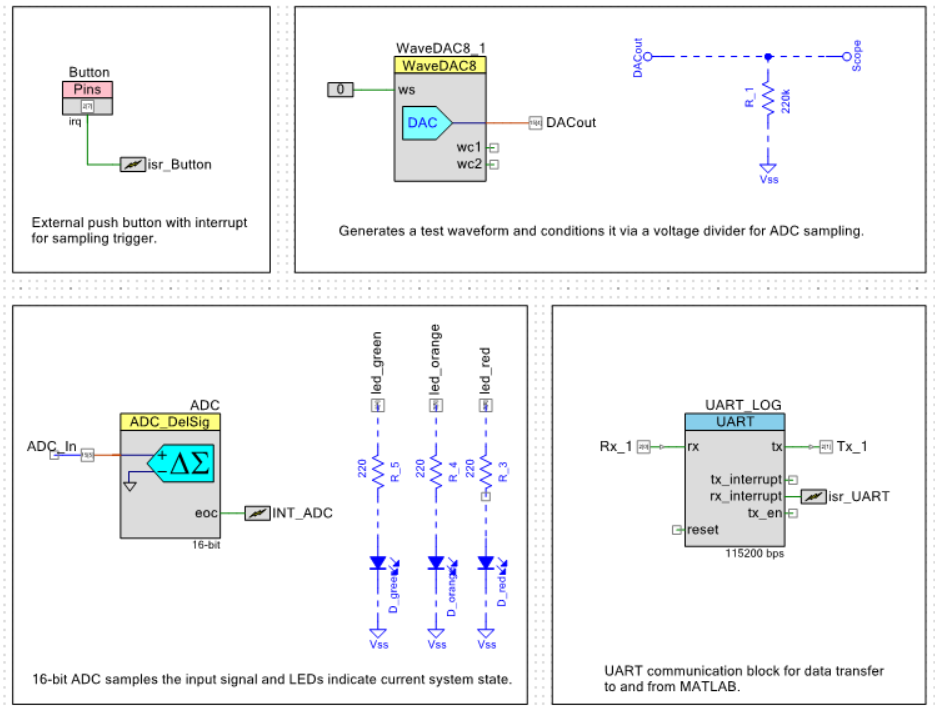 Button
Pins
irq
isr_Button
External push button with interrupt
for sampling trigger.
WaveDAC8_1
WaveDAC8
0
ws
DAC
DACout
wc1
wc2
DACout
Scope
R_1
220k
Vss
Generates a test waveform and conditions it via a voltage divider for ADC sampling.
ADC
ADC_DelSig
ADC_In
+
-
ΔΣ
eoc
INT_ADC
16-bit
led_green
led_orange
led_red
220
R_5
220
R_4
220
R_3
D_green
D_orange
D_red
Vss
Vss
Vss
16-bit ADC samples the input signal and LEDs indicate current system state.
UART_LOG
UART
Rx_1
rx
tx
Tx_1
tx_interrupt
rx_interrupt
isr_UART
tx_en
reset
115200 bps
UART communication block for data transfer
to and from MATLAB.